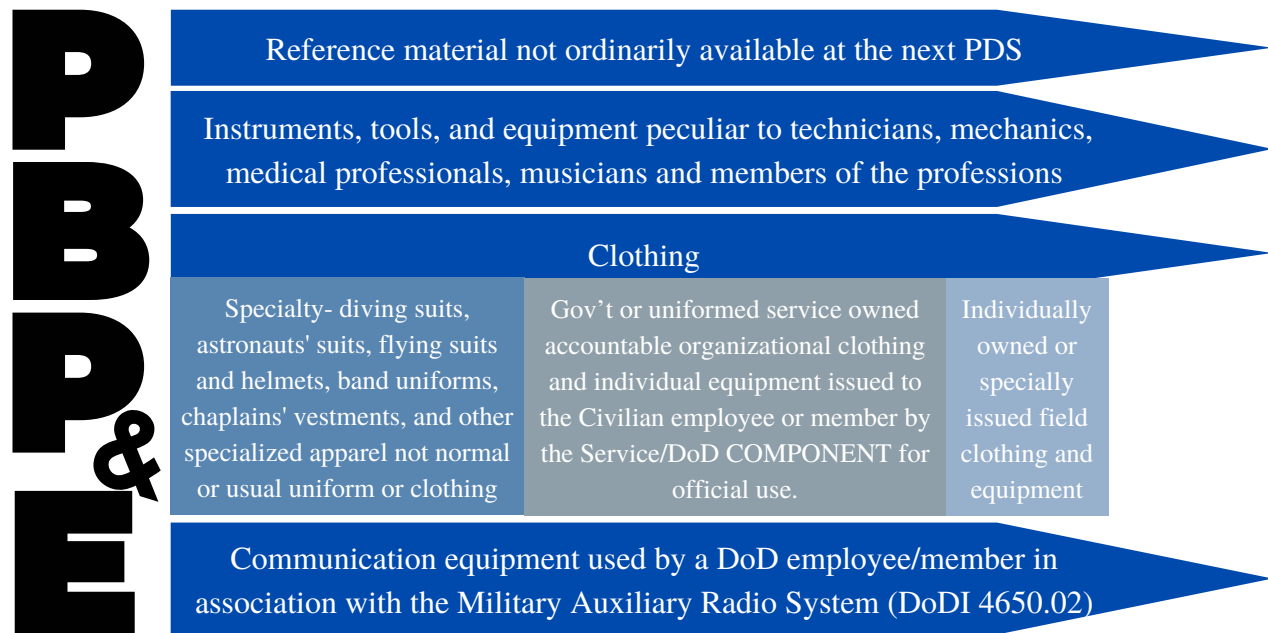 P
B
P
&
E
Reference material not ordinarily available at the next PDS
Instruments, tools, and equipment peculiar to technicians, mechanics,
medical professionals, musicians and members of the professions
Clothing
Specialty- diving suits,
astronauts' suits, flying suits
and helmets, band uniforms,
chaplains' vestments, and other
specialized apparel not normal
or usual uniform or clothing
Gov't or uniformed service owned
accountable organizational clothing
and individual equipment issued to
the Civilian employee or member by
the Service/DoD COMPONENT for
official use.
Individually
owned or
specially
issued field
clothing and
equipment
Communication equipment used by a DoD employee/member in
association with the Military Auxiliary Radio System (DoDI 4650.02)